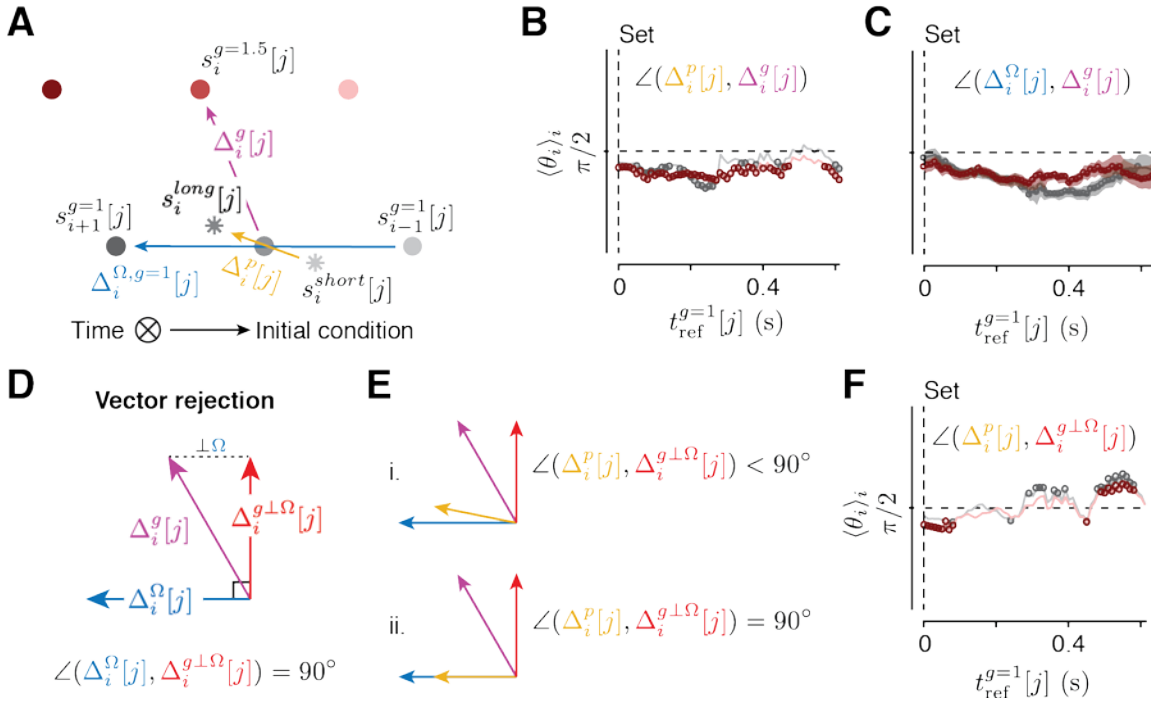 A
s_i^{g=1.5}[j]
Δ_i^g[j]
s_i^{long}[j]
s_{i+1}^{g=1}[j]
s_{i-1}^{g=1}[j]
Δ_i^{Ω,g=1}[j]
Δ_i^p[j]
s_i^{short}[j]
Time ⊗ → Initial condition
B
Set
∠(Δ_i^p[j], Δ_i^g[j])
⟨θ_i⟩_i
π/2
0 0.4
t_ref^{g=1}[j] (s)
C
Set
∠(Δ_i^Ω[j], Δ_i^g[j])
0 0.4
t_ref^{g=1}[j] (s)
D
Vector rejection
⊥Ω
Δ_i^g[j]
Δ_i^{g⊥Ω}[j]
Δ_i^Ω[j]
∠(Δ_i^Ω[j], Δ_i^{g⊥Ω}[j]) = 90°
E
i.
∠(Δ_i^p[j], Δ_i^{g⊥Ω}[j]) < 90°
ii.
∠(Δ_i^p[j], Δ_i^{g⊥Ω}[j]) = 90°
F
Set
∠(Δ_i^p[j], Δ_i^{g⊥Ω}[j])
⟨θ_i⟩_i
π/2
0 0.4
t_ref^{g=1}[j] (s)